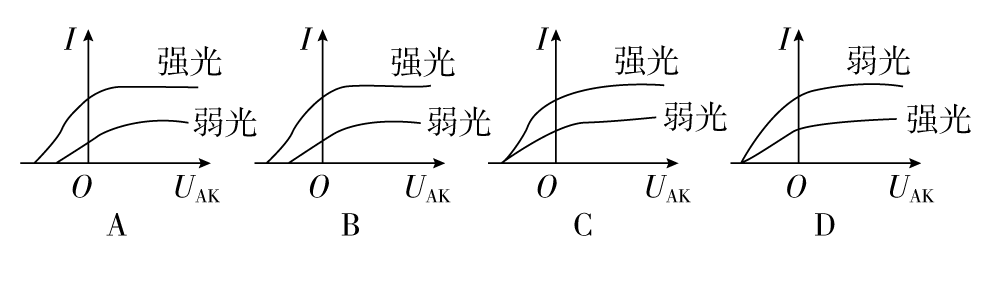 I 强光 弱光 O U_AK A
I 强光 弱光 O U_AK B
I 强光 弱光 O U_AK C
I 弱光 强光 O U_AK D